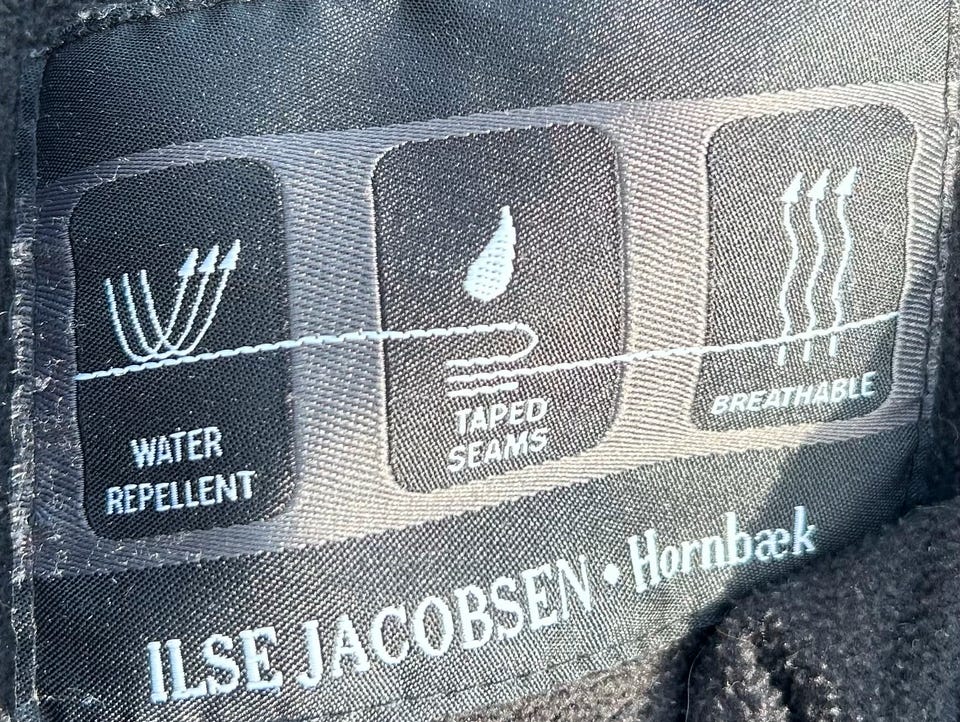 WATER
REPELLENT
TAPED
SEAMS
BREATHABLE
ILSE JACOBSEN • Hornbæk